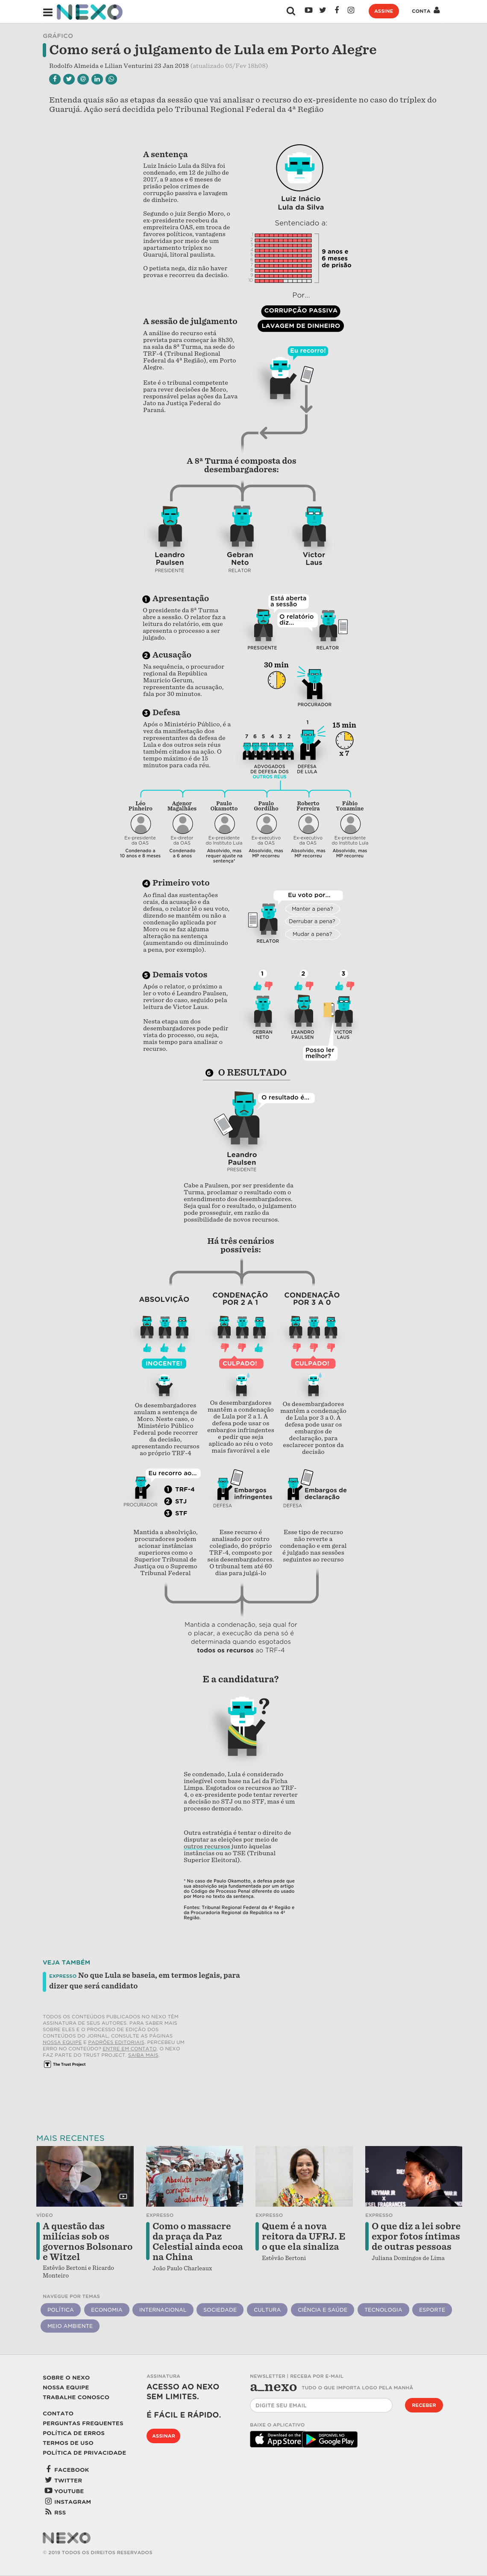 NEXO
ASSINE
CONTA
GRÁFICO
Como será o julgamento de Lula em Porto Alegre
Rodolfo Almeida e Lilian Venturini 23 Jan 2018 (atualizado 06/Fev 18h08)
Entenda quais são as etapas da sessão que vai analisar o recurso do ex-presidente no caso do tríplex do
Guarujá. Ação será decidida pelo Tribunal Regional Federal da 4ª Região
A sentença
Luiz Inácio Lula da Silva foi
condenado, em 12 de julho de
2017, a 9 anos e 6 meses de
prisão pelos crimes de
corrupção passiva e lavagem
de dinheiro.
Segundo o juiz Sergio Moro, o
ex-presidente recebeu da
empreiteira OAS, em troca de
favores políticos, vantagens
indevidas por meio de um
apartamento tríplex no
Guarujá, litoral paulista.
O petista nega, diz não haver
provas e recorreu da decisão.
Luiz Inácio
Lula da Silva
Sentenciado a:
9 anos e
6 meses
de prisão
Por...
CORRUPÇÃO PASSIVA
LAVAGEM DE DINHEIRO
A sessão de julgamento
A análise do recurso está
prevista para começar às 8h30,
na sala da 8ª Turma, na sede do
TRF-4 (Tribunal Regional
Federal da 4ª Região), em Porto
Alegre.
Este é o tribunal competente
para rever decisões de Moro,
responsável pelas ações da Lava
Jato na Justiça Federal do
Paraná.
Eu recorro!
A 8ª Turma é composta dos
desembargadores:
Leandro
Paulsen
PRESIDENTE
Gebran
Neto
RELATOR
Victor
Laus
1 Apresentação
O presidente da 8ª Turma
abre a sessão. O relator faz a
leitura do relatório, em que
apresenta o processo a ser
julgado.
Está aberta
a sessão
O relatório
diz...
PRESIDENTE
RELATOR
2 Acusação
Na sequência, o procurador
regional da República
Maurício Gerum,
representante da acusação,
fala por 30 minutos.
30 min
PROCURADOR
3 Defesa
Após o Ministério Público, é a
vez da manifestação dos
representantes da defesa de
Lula e dos outros seis réus
também citados na ação. O
tempo máximo é de 15
minutos para cada réu.
7 6 5 4 3 2
1
15 min
x 7
ADVOGADOS
DE DEFESA DOS
OUTROS RÉUS
DEFESA
DE LULA
Léo
Pinheiro
Ex-presidente
da OAS
Condenado a
10 anos e 8 meses
Agenor
Magalhães
Ex-diretor
da OAS
Condenado
a 6 anos
Paulo
Okamotto
Ex-presidente
do Instituto Lula
Absolvido, mas
requer ajuste na
sentença*
Paulo
Gordilho
Ex-executivo
da OAS
Absolvido, mas
MP recorreu
Roberto
Ferreira
Ex-executivo
da OAS
Absolvido, mas
MP recorreu
Fábio
Yonamine
Ex-presidente
do Instituto Lula
Absolvido, mas
MP recorreu
4 Primeiro voto
Ao final das sustentações
orais, da acusação e da
defesa, o relator lê o seu voto,
dizendo se mantém ou não a
condenação aplicada por
Moro ou se faz alguma
alteração na sentença
(aumentando ou diminuindo
a pena, por exemplo).
Eu voto por...
Manter a pena?
Derrubar a pena?
Mudar a pena?
RELATOR
5 Demais votos
Após o relator, o próximo a
ler o voto é Leandro Paulsen,
revisor do caso, seguido pela
leitura de Victor Laus.
Nesta etapa um dos
desembargadores pode pedir
vista do processo, ou seja,
mais tempo para analisar o
recurso.
1
2
3
GEBRAN
NETO
LEANDRO
PAULSEN
VICTOR
LAUS
Posso ler
melhor?
6 O RESULTADO
O resultado é...
Leandro
Paulsen
PRESIDENTE
Cabe a Paulsen, por ser presidente da
Turma, proclamar o resultado com o
entendimento dos desembargadores.
Seja qual for o resultado, o julgamento
pode prosseguir, em razão da
possibilidade de novos recursos.
Há três cenários
possíveis:
ABSOLVIÇÃO
INOCENTE!
Os desembargadores
anulam a sentença de
Moro. Neste caso, o
Ministério Público
Federal pode recorrer
da decisão,
apresentando recursos
ao próprio TRF-4
CONDENAÇÃO
POR 2 A 1
CULPADO!
Os desembargadores
mantêm a condenação
de Lula por 2 a 1. A
defesa pode usar os
embargos infringentes
e pedir que seja
aplicado ao réu o voto
mais favorável a ele
CONDENAÇÃO
POR 3 A 0
CULPADO!
Os desembargadores
mantêm a condenação
de Lula por 3 a 0. A
defesa pode usar os
embargos de
declaração, para
esclarecer pontos da
decisão
Eu recorro ao...
PROCURADOR
1 TRF-4
2 STJ
3 STF
Mantida a absolvição,
procuradores podem
acionar instâncias
superiores como o
Superior Tribunal de
Justiça ou o Supremo
Tribunal Federal
Embargos
infringentes
DEFESA
Esse recurso é
analisado por outro
colegiado, do próprio
TRF-4, composto por
seis desembargadores.
O tribunal tem até 60
dias para julgá-lo
Embargos de
declaração
DEFESA
Esse tipo de recurso
não reverte a
condenação e em geral
é julgado nas sessões
seguintes ao recurso
Mantida a condenação, seja qual for
o placar, a execução da pena só é
determinada quando esgotados
todos os recursos ao TRF-4
E a candidatura?
?
Se condenado, Lula é considerado
inelegível com base na Lei da Ficha
Limpa. Esgotados os recursos ao TRF-
4, o ex-presidente pode tentar reverter
a decisão no STJ ou no STF, mas é um
processo demorado.
Outra estratégia é tentar o direito de
disputar as eleições por meio de
outros recursos junto àquelas
instâncias ou ao TSE (Tribunal
Superior Eleitoral).
* No caso de Paulo Okamotto, a defesa pede que
sua absolvição seja fundamentada por um artigo
do Código de Processo Penal diferente do usado
por Moro no texto da sentença.
Fontes: Tribunal Regional Federal da 4ª Região e
da Procuradoria Regional da República na 4ª
Região.
VEJA TAMBÉM
EXPRESSO No que Lula se baseia, em termos legais, para
dizer que será candidato
TODOS OS CONTEÚDOS PUBLICADOS NO NEXO TÊM
ASSINATURA DE SEUS AUTORES. PARA SABER MAIS
SOBRE ELES E O PROCESSO DE EDIÇÃO DOS
CONTEÚDOS DO JORNAL, CONSULTE AS PÁGINAS
NOSSA EQUIPE E PADRÕES EDITORIAIS. PERCEBEU UM
ERRO NO CONTEÚDO? ENTRE EM CONTATO. O NEXO
FAZ PARTE DO TRUST PROJECT. SAIBA MAIS.
The Trust Project
MAIS RECENTES
Absolute
power
corrupts
absolutely
VÍDEO
A questão das
milícias sob os
governos Bolsonaro
e Witzel
Estêvão Bertoni e Ricardo
Monteiro
EXPRESSO
Como o massacre
da praça da Paz
Celestial ainda ecoa
na China
João Paulo Charleaux
EXPRESSO
Quem é a nova
reitora da UFRJ. E
o que ela sinaliza
Estêvão Bertoni
EXPRESSO
O que diz a lei sobre
expor fotos íntimas
de outras pessoas
Juliana Domingos de Lima
NAVEGUE POR TEMAS
POLÍTICA
ECONOMIA
INTERNACIONAL
SOCIEDADE
CULTURA
CIÊNCIA E SAÚDE
TECNOLOGIA
ESPORTE
MEIO AMBIENTE
SOBRE O NEXO
NOSSA EQUIPE
TRABALHE CONOSCO
CONTATO
PERGUNTAS FREQUENTES
POLÍTICA DE ERROS
TERMOS DE USO
POLÍTICA DE PRIVACIDADE
FACEBOOK
TWITTER
YOUTUBE
INSTAGRAM
RSS
ASSINATURA
ACESSO AO NEXO
SEM LIMITES.
É FÁCIL E RÁPIDO.
ASSINAR
NEWSLETTER | RECEBA POR E-MAIL
a_nexo TUDO O QUE IMPORTA LOGO PELA MANHÃ
DIGITE SEU EMAIL
RECEBER
BAIXE O APLICATIVO
Download on the
App Store
DISPONÍVEL NO
Google Play
NEXO
© 2019 TODOS OS DIREITOS RESERVADOS